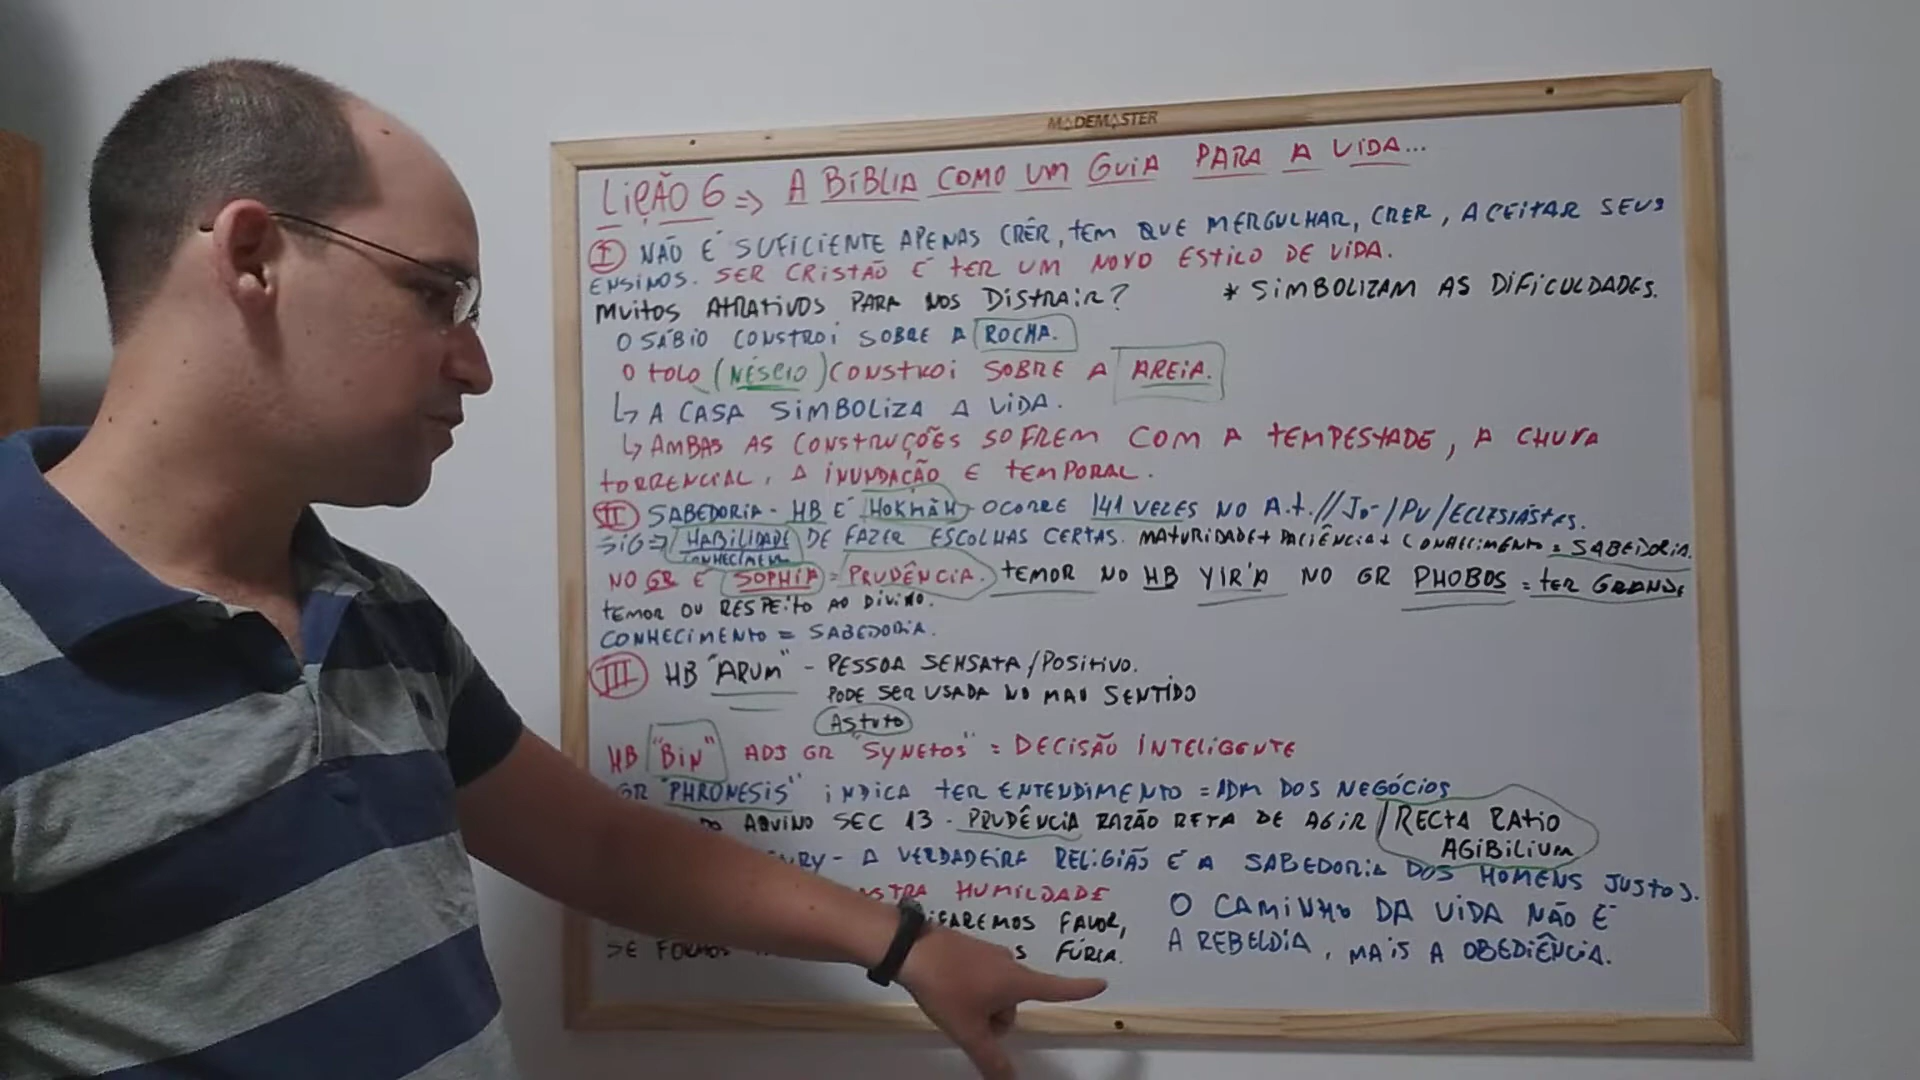 MADEMASTER
LIÇÃO 6 => A BÍBLIA COMO UM GUIA PARA A VIDA...
I NÃO É SUFICIENTE APENAS CRÊR, TEM QUE MERGULHAR, CRER, ACEITAR SEUS
ENSINOS. SER CRISTÃO É TER UM NOVO ESTILO DE VIDA.
MUITOS ATRATIVOS PARA NOS DISTRAIR? * SIMBOLIZAM AS DIFICULDADES.
O SÁBIO CONSTROI SOBRE A ROCHA.
O TOLO (NÉSCIO) CONSTROI SOBRE A AREIA.
↳ A CASA SIMBOLIZA A VIDA.
↳ AMBAS AS CONSTRUÇÕES SOFREM COM A TEMPESTADE, A CHUVA
TORRENCIAL, A INUNDAÇÃO E TEMPORAL.
II SABEDORIA - HB É HOKMÃH - OCORRE 141 VEZES NO A.T. // JÓ - / PV / ECLESIÁSTES.
SIG => HABILIDADE DE FAZER ESCOLHAS CERTAS. MATURIDADE + PACIÊNCIA + CONHECIMENTO = SABEDORIA.
CONHECIMENTO
NO GR É SOPHIA = PRUDÊNCIA. TEMOR NO HB YIR'A NO GR PHOBOS = TER GRANDE
TEMOR OU RESPEITO AO DIVINO.
CONHECIMENTO = SABEDORIA.
III HB "ARUM" - PESSOA SENSATA / POSITIVO.
PODE SER USADA NO MAU SENTIDO
ASTUTO
HB "BIN" ADJ GR "SYNETOS" = DECISÃO INTELIGENTE
GR "PHRONESIS" INDICA TER ENTENDIMENTO = ADM DOS NEGÓCIOS
AQUINO SEC 13 - PRUDÊNCIA RAZÃO RETA DE AGIR / RECTA RATIO
AGIBILIUM
RY - A VERDADEIRA RELIGIÃO É A SABEDORIA DOS HOMENS JUSTOS.
STRA HUMILDADE
IFAREMOS FAVOR,
SE FORMOS
S FÚRIA.
O CAMINHO DA VIDA NÃO É
A REBELDIA, MAIS A OBEDIÊNCIA.